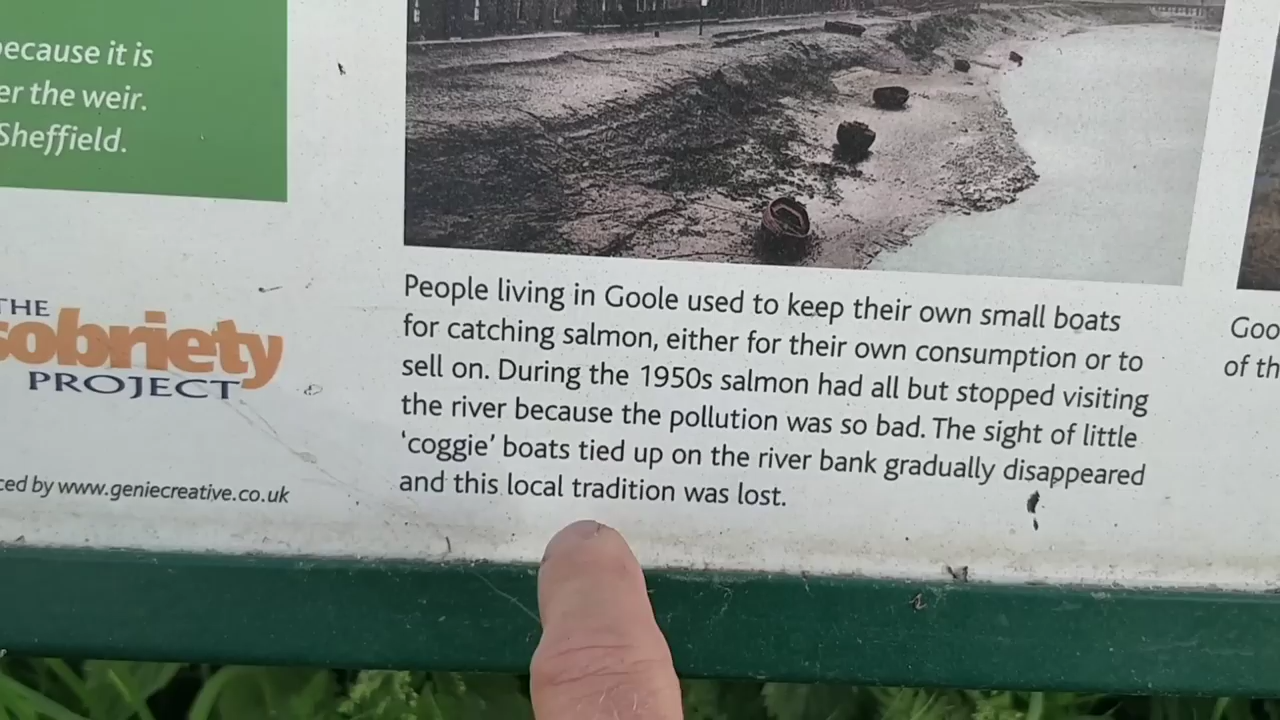 because it is
er the weir.
Sheffield.
THE
sobriety
PROJECT
ced by www.geniecreative.co.uk
People living in Goole used to keep their own small boats
for catching salmon, either for their own consumption or to
sell on. During the 1950s salmon had all but stopped visiting
the river because the pollution was so bad. The sight of little
‘coggie’ boats tied up on the river bank gradually disappeared
and this local tradition was lost.
Goo
of th